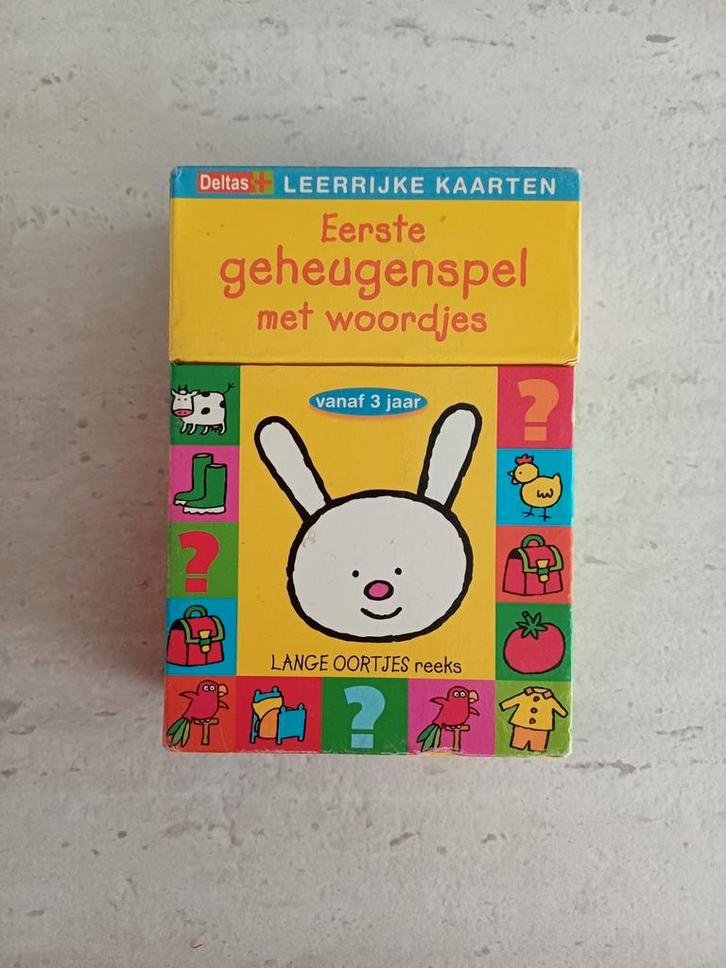 Deltas LEERRIJKE KAARTEN
Eerste
geheugenspel
met woordjes
vanaf 3 jaar
?
?
LANGE OORTJES reeks
?